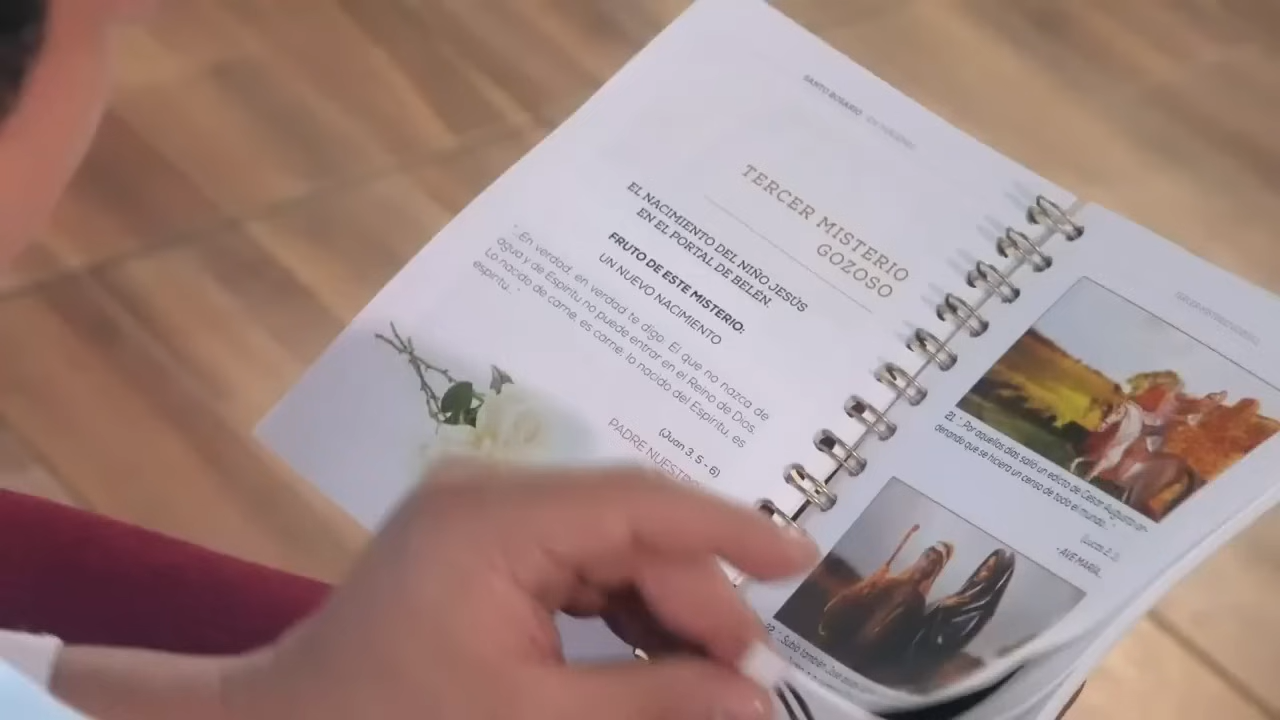 SANTO ROSARIO EN IMÁGENES
TERCER MISTERIO
GOZOSO
EL NACIMIENTO DEL NIÑO JESÚS
EN EL PORTAL DE BELÉN.
FRUTO DE ESTE MISTERIO:
UN NUEVO NACIMIENTO
"...En verdad, en verdad te digo. El que no nazca de
agua y de Espíritu no puede entrar en el Reino de Dios.
Lo nacido de carne, es carne; lo nacido del Espíritu, es
espíritu..."
(Juan 3, 5 - 6)
PADRE NUESTRO
21. "...Por aquellos días salió un edicto de César Augusto or-
denando que se hiciera un censo de todo el mundo..."
(Lucas 2, 1)
- AVE MARÍA...
22. "...Subió también José